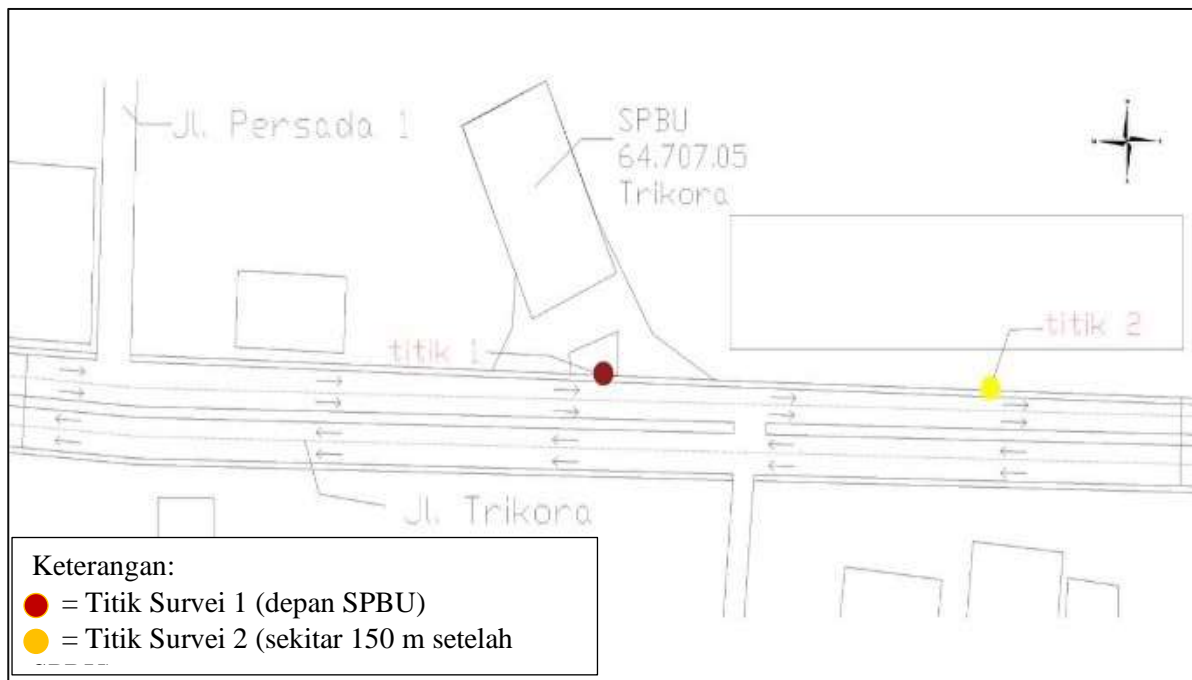 Jl. Persada 1
SPBU
64.707.05
Trikora
titik 1
titik 2
Jl. Trikora
Keterangan:
= Titik Survei 1 (depan SPBU)
= Titik Survei 2 (sekitar 150 m setelah